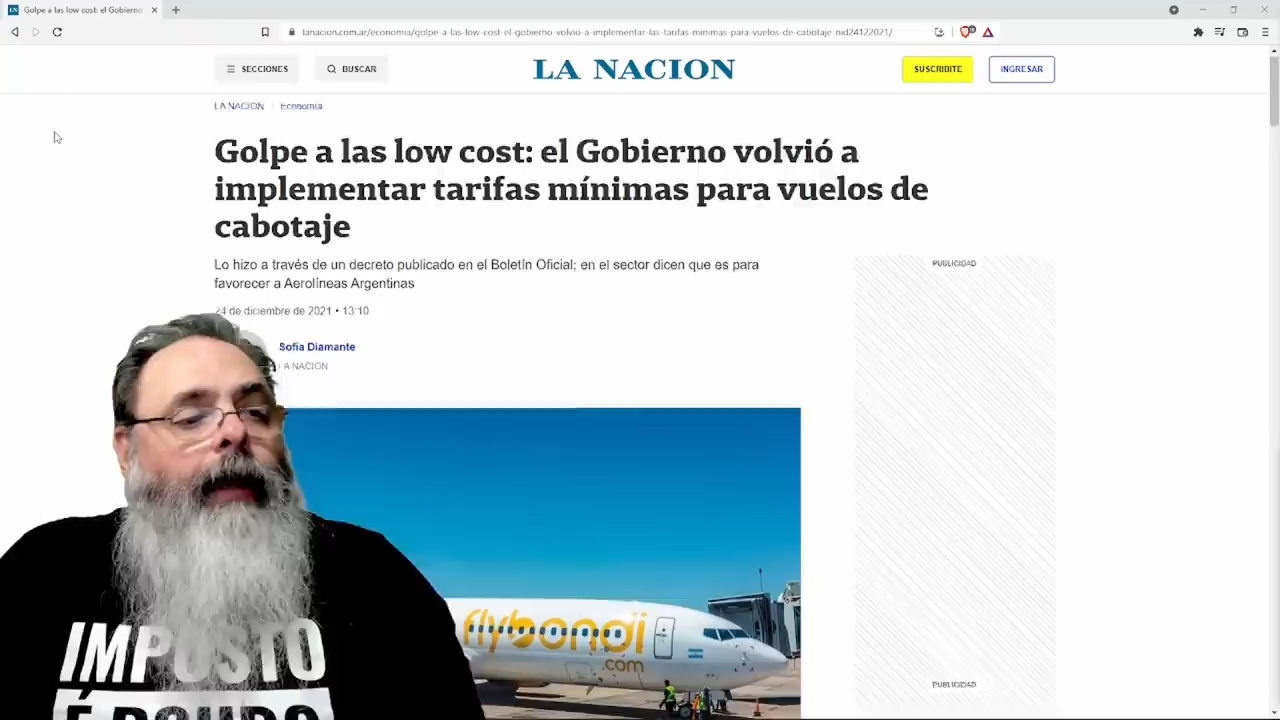 LN Golpe a las low cost: el Gobierno
lanacion.com.ar/economia/golpe-a-las-low-cost-el-gobierno-volvio-a-implementar-las-tarifas-minimas-para-vuelos-de-cabotaje-nid24122021/
SECCIONES
BUSCAR
LA NACION
SUSCRIBITE
INGRESAR
LA NACION Economía
Golpe a las low cost: el Gobierno volvió a
implementar tarifas mínimas para vuelos de
cabotaje
Lo hizo a través de un decreto publicado en el Boletín Oficial; en el sector dicen que es para
favorecer a Aerolíneas Argentinas
24 de diciembre de 2021 • 13:10
Sofía Diamante
A NACION
PUBLICIDAD
flybondi
.com
PUBLICIDAD
IMPOSTO
É